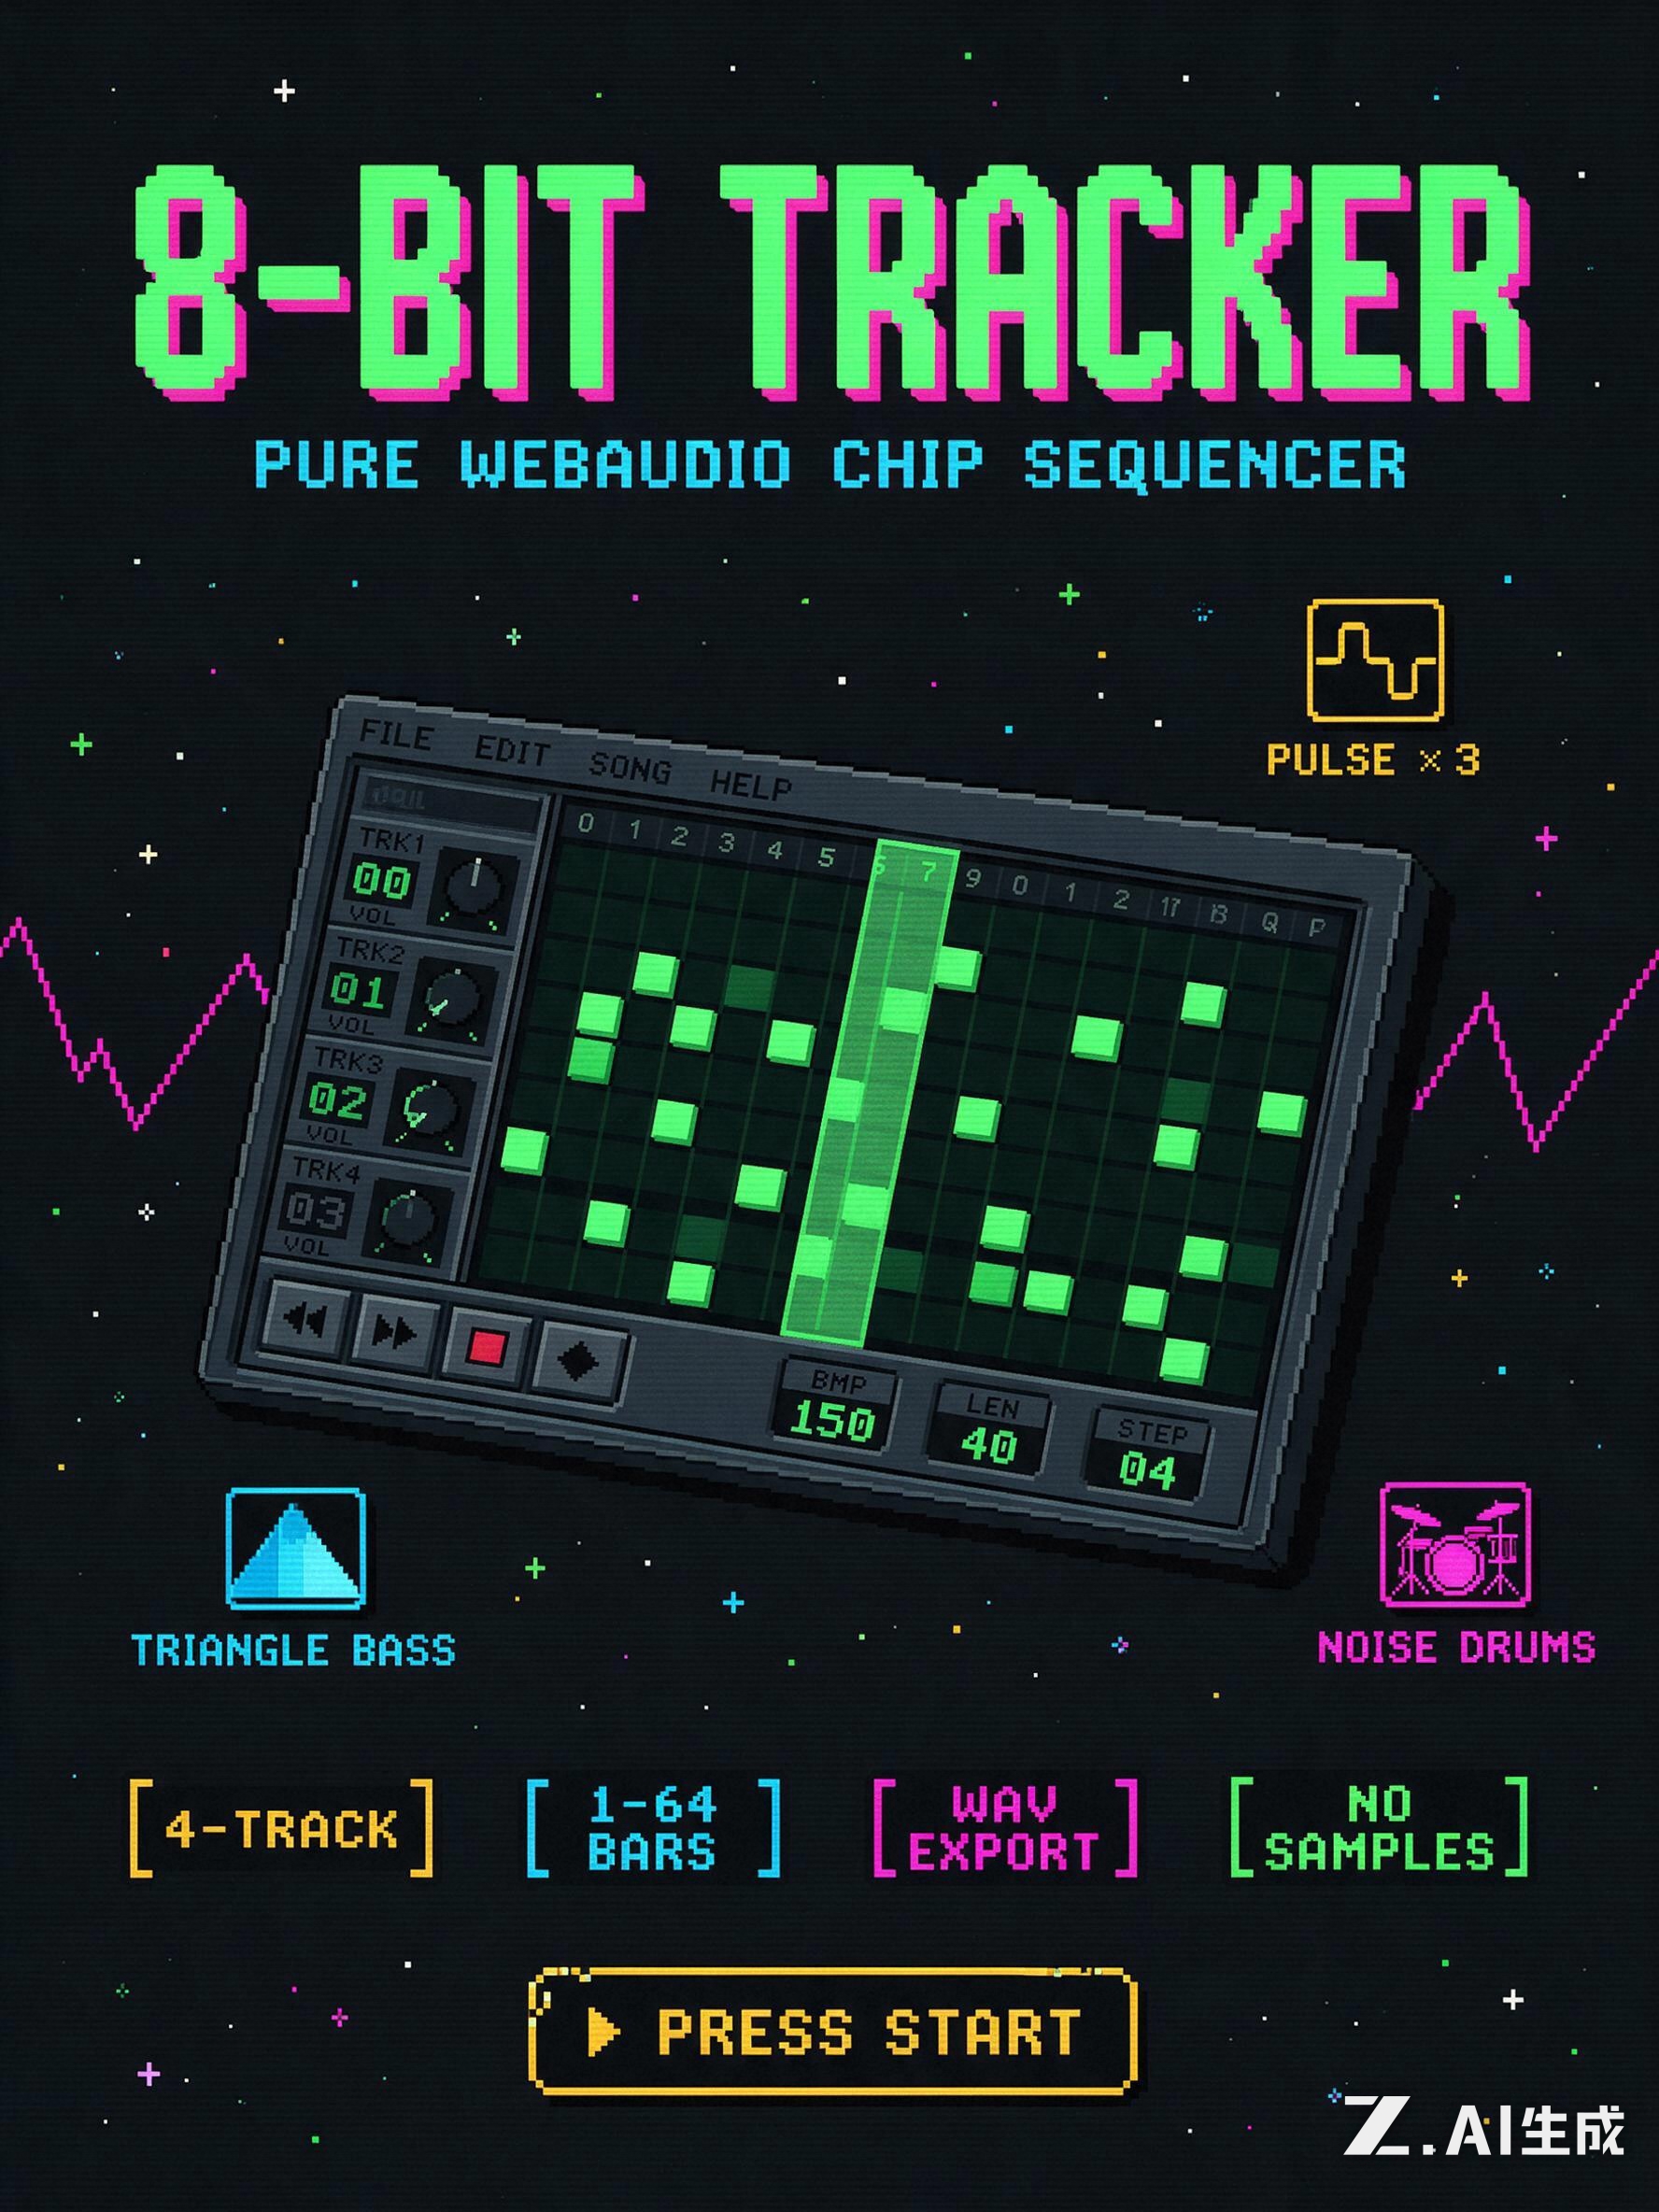 8-BIT TRACKER
PURE WEBAUDIO CHIP SEQUENCER
PULSE × 3
FILE EDIT SONG HELP
TRK1
00
VOL
TRK2
01
VOL
TRK3
02
VOL
TRK4
03
VOL
0 1 2 3 4 5 7 9 0 1 2 17 Q P
BMP
150
LEN
40
STEP
04
TRIANGLE BASS
NOISE DRUMS
[4-TRACK]
[1-64
BARS]
[WAV
EXPORT]
[NO
SAMPLES]
PRESS START
Z.AI生成